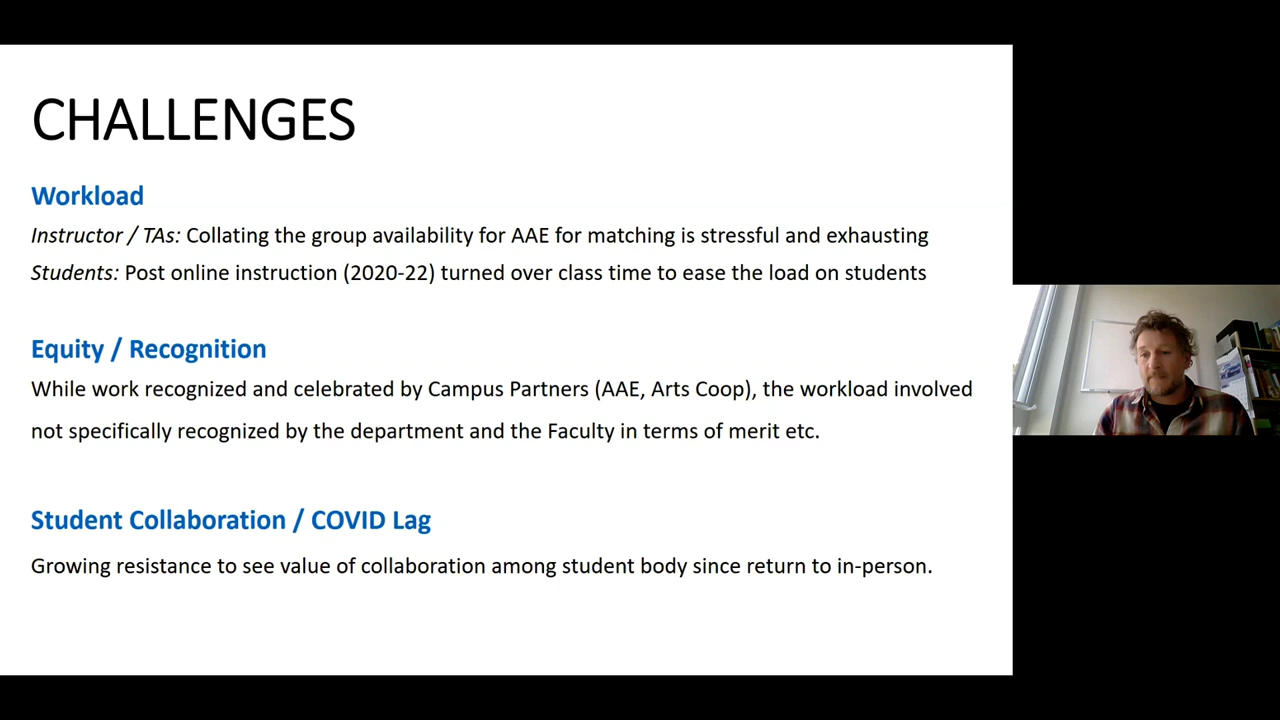 CHALLENGES
Workload
Instructor / TAs: Collating the group availability for AAE for matching is stressful and exhausting
Students: Post online instruction (2020-22) turned over class time to ease the load on students
Equity / Recognition
While work recognized and celebrated by Campus Partners (AAE, Arts Coop), the workload involved
not specifically recognized by the department and the Faculty in terms of merit etc.
Student Collaboration / COVID Lag
Growing resistance to see value of collaboration among student body since return to in-person.